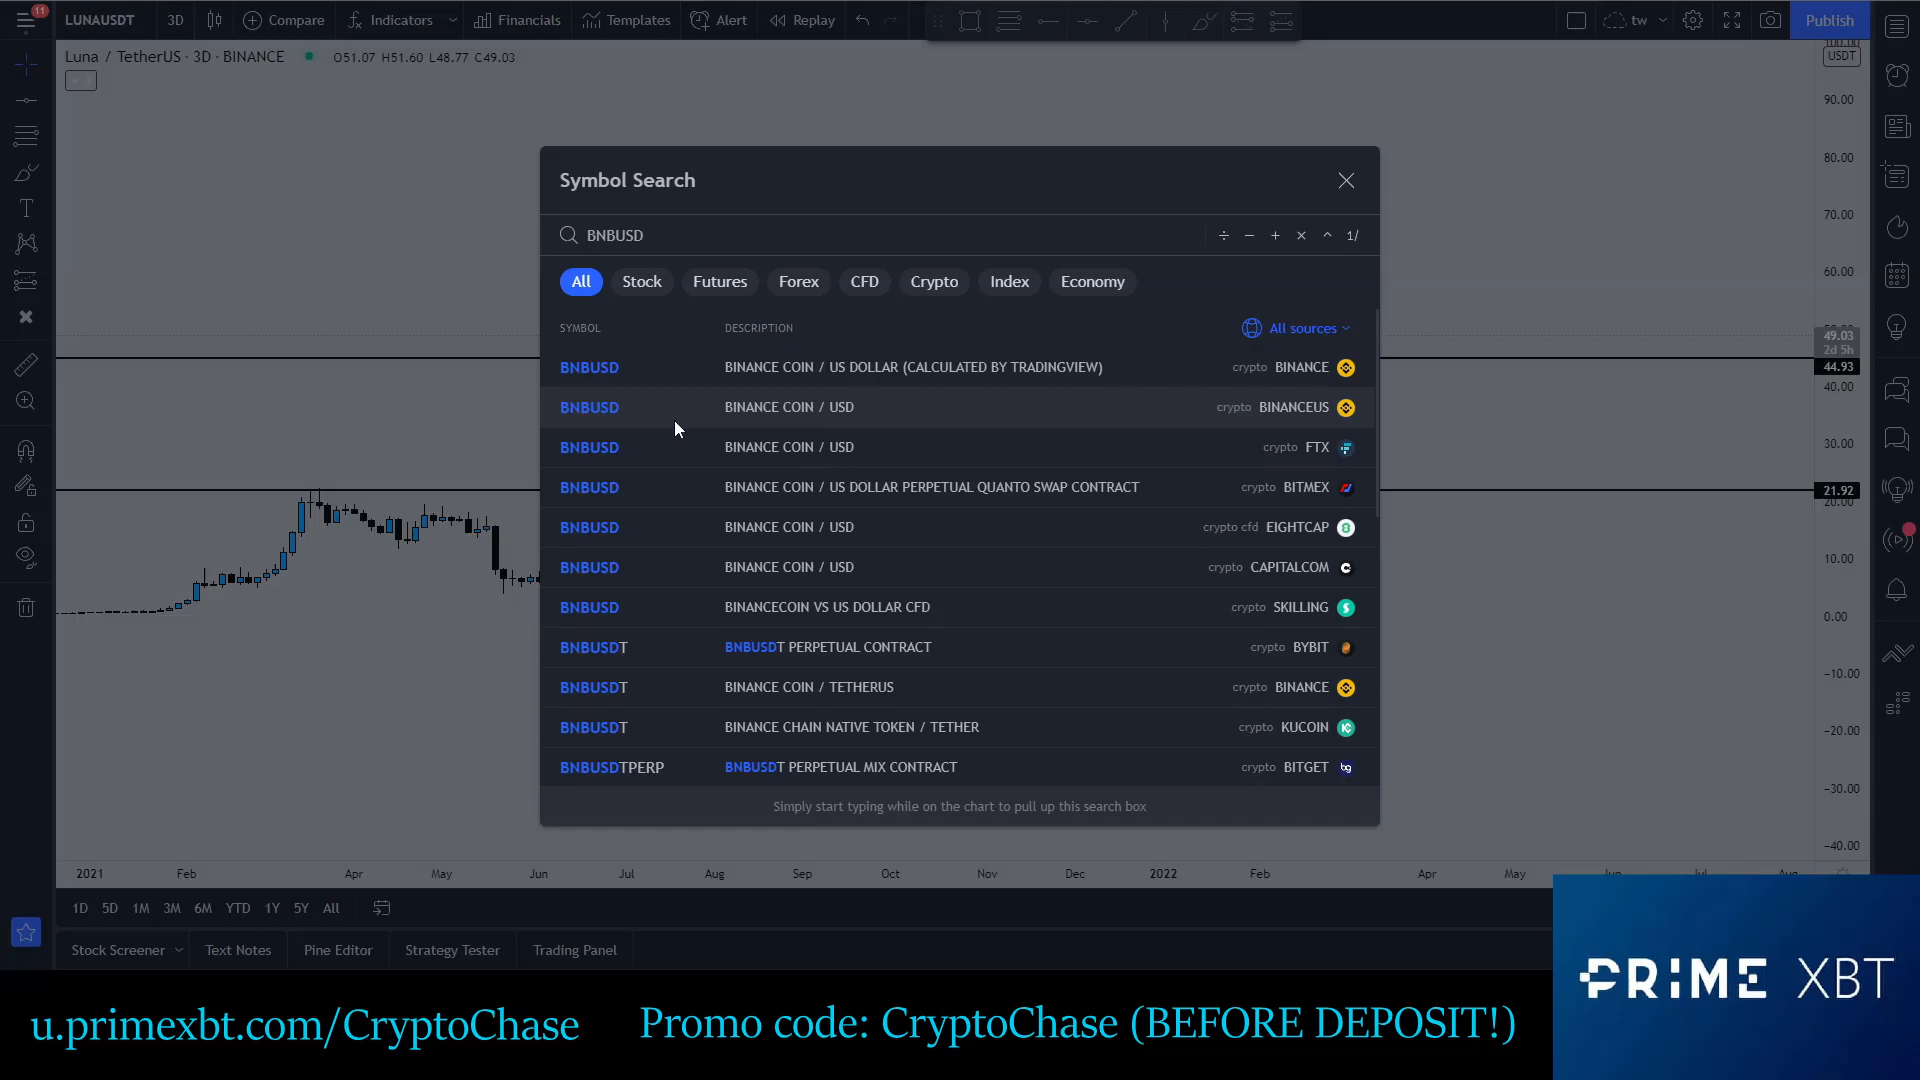 11
LUNAUSDT 3D Compare Indicators Financials Templates Alert Replay tw Publish
Luna / TetherUS · 3D · BINANCE O51.07 H51.60 L48.77 C49.03
USDT
90.00
80.00
70.00
60.00
49.03
2d 5h
44.93
40.00
30.00
21.92
20.00
10.00
0.00
−10.00
−20.00
−30.00
−40.00
Symbol Search
BNBUSD ÷ − + × ^ 1/
All Stock Futures Forex CFD Crypto Index Economy
SYMBOL DESCRIPTION All sources
BNBUSD BINANCE COIN / US DOLLAR (CALCULATED BY TRADINGVIEW) crypto BINANCE
BNBUSD BINANCE COIN / USD crypto BINANCEUS
BNBUSD BINANCE COIN / USD crypto FTX
BNBUSD BINANCE COIN / US DOLLAR PERPETUAL QUANTO SWAP CONTRACT crypto BITMEX
BNBUSD BINANCE COIN / USD crypto cfd EIGHTCAP
BNBUSD BINANCE COIN / USD crypto CAPITALCOM
BNBUSD BINANCECOIN VS US DOLLAR CFD crypto SKILLING
BNBUSDT BNBUSDT PERPETUAL CONTRACT crypto BYBIT
BNBUSDT BINANCE COIN / TETHERUS crypto BINANCE
BNBUSDT BINANCE CHAIN NATIVE TOKEN / TETHER crypto KUCOIN
BNBUSDTPERP BNBUSDT PERPETUAL MIX CONTRACT crypto BITGET
Simply start typing while on the chart to pull up this search box
2021 Feb Apr May Jun Jul Aug Sep Oct Nov Dec 2022 Feb Apr May
1D 5D 1M 3M 6M YTD 1Y 5Y All
Stock Screener Text Notes Pine Editor Strategy Tester Trading Panel
u.primexbt.com/CryptoChase Promo code: CryptoChase (BEFORE DEPOSIT!)
PRIME XBT